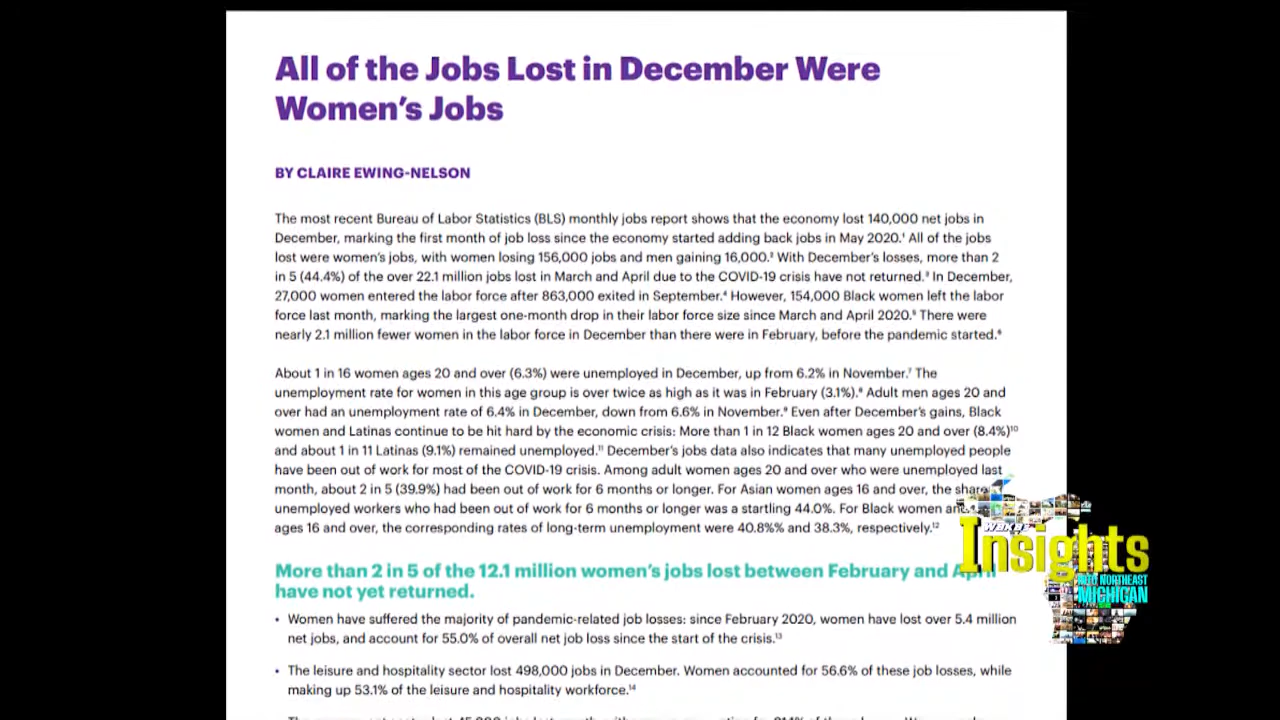 All of the Jobs Lost in December Were
Women's Jobs
BY CLAIRE EWING-NELSON
The most recent Bureau of Labor Statistics (BLS) monthly jobs report shows that the economy lost 140,000 net jobs in
December, marking the first month of job loss since the economy started adding back jobs in May 2020.¹ All of the jobs
lost were women's jobs, with women losing 156,000 jobs and men gaining 16,000.² With December's losses, more than 2
in 5 (44.4%) of the over 22.1 million jobs lost in March and April due to the COVID-19 crisis have not returned.³ In December,
27,000 women entered the labor force after 863,000 exited in September.⁴ However, 154,000 Black women left the labor
force last month, marking the largest one-month drop in their labor force size since March and April 2020.⁵ There were
nearly 2.1 million fewer women in the labor force in December than there were in February, before the pandemic started.⁶
About 1 in 16 women ages 20 and over (6.3%) were unemployed in December, up from 6.2% in November.⁷ The
unemployment rate for women in this age group is over twice as high as it was in February (3.1%).⁸ Adult men ages 20 and
over had an unemployment rate of 6.4% in December, down from 6.6% in November.⁹ Even after December's gains, Black
women and Latinas continue to be hit hard by the economic crisis: More than 1 in 12 Black women ages 20 and over (8.4%)¹⁰
and about 1 in 11 Latinas (9.1%) remained unemployed.¹¹ December's jobs data also indicates that many unemployed people
have been out of work for most of the COVID-19 crisis. Among adult women ages 20 and over who were unemployed last
month, about 2 in 5 (39.9%) had been out of work for 6 months or longer. For Asian women ages 16 and over, the share
unemployed workers who had been out of work for 6 months or longer was a startling 44.0%. For Black women and
ages 16 and over, the corresponding rates of long-term unemployment were 40.8%% and 38.3%, respectively.¹²
More than 2 in 5 of the 12.1 million women's jobs lost between February and April
have not yet returned.
• Women have suffered the majority of pandemic-related job losses: since February 2020, women have lost over 5.4 million
net jobs, and account for 55.0% of overall net job loss since the start of the crisis.¹³
• The leisure and hospitality sector lost 498,000 jobs in December. Women accounted for 56.6% of these job losses, while
making up 53.1% of the leisure and hospitality workforce.¹⁴
Insights
INTO NORTHEAST
MICHIGAN